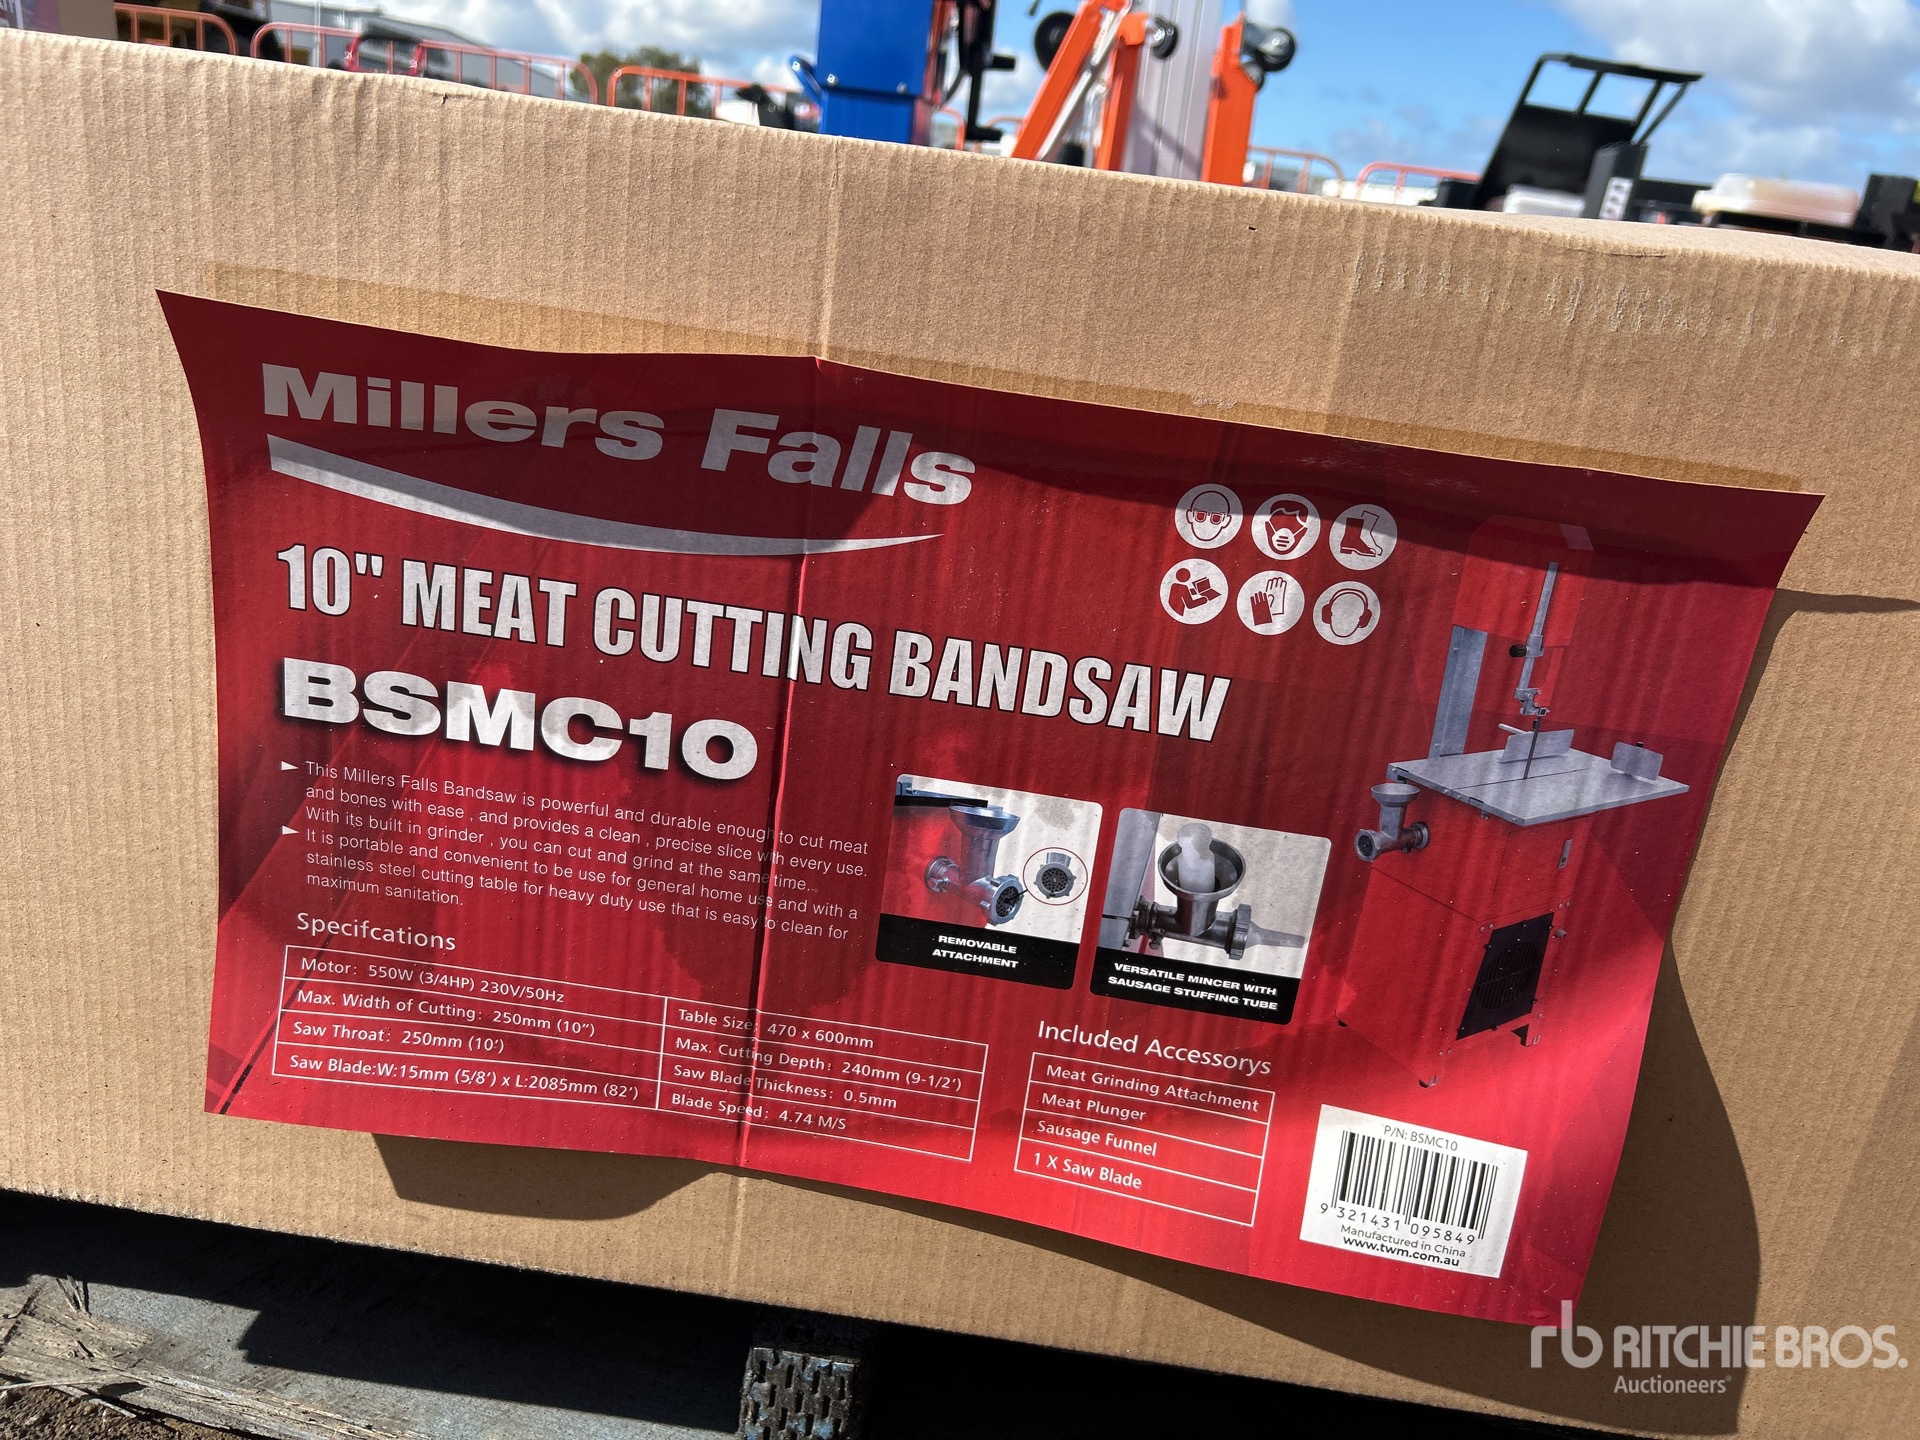 Millers Falls
10" MEAT CUTTING BANDSAW
BSMC10
► This Millers Falls Bandsaw is powerful and durable enough to cut meat
and bones with ease , and provides a clean , precise slice with every use.
With its built in grinder , you can cut and grind at the same time.
► It is portable and convenient to be use for general home use and with a
stainless steel cutting table for heavy duty use that is easy to clean for
maximum sanitation.
REMOVABLE
ATTACHMENT
VERSATILE MINCER WITH
SAUSAGE STUFFING TUBE
Specifcations
Motor: 550W (3/4HP) 230V/50Hz
Max. Width of Cutting: 250mm (10")
Saw Throat: 250mm (10')
Saw Blade:W:15mm (5/8') x L:2085mm (82')
Table Size: 470 x 600mm
Max. Cutting Depth: 240mm (9-1/2')
Saw Blade Thickness: 0.5mm
Blade Speed: 4.74 M/S
Included Accessorys
Meat Grinding Attachment
Meat Plunger
Sausage Funnel
1 X Saw Blade
P/N: BSMC10
9 321431 095849
Manufactured in China
www.twm.com.au
rb RITCHIE BROS.
Auctioneers